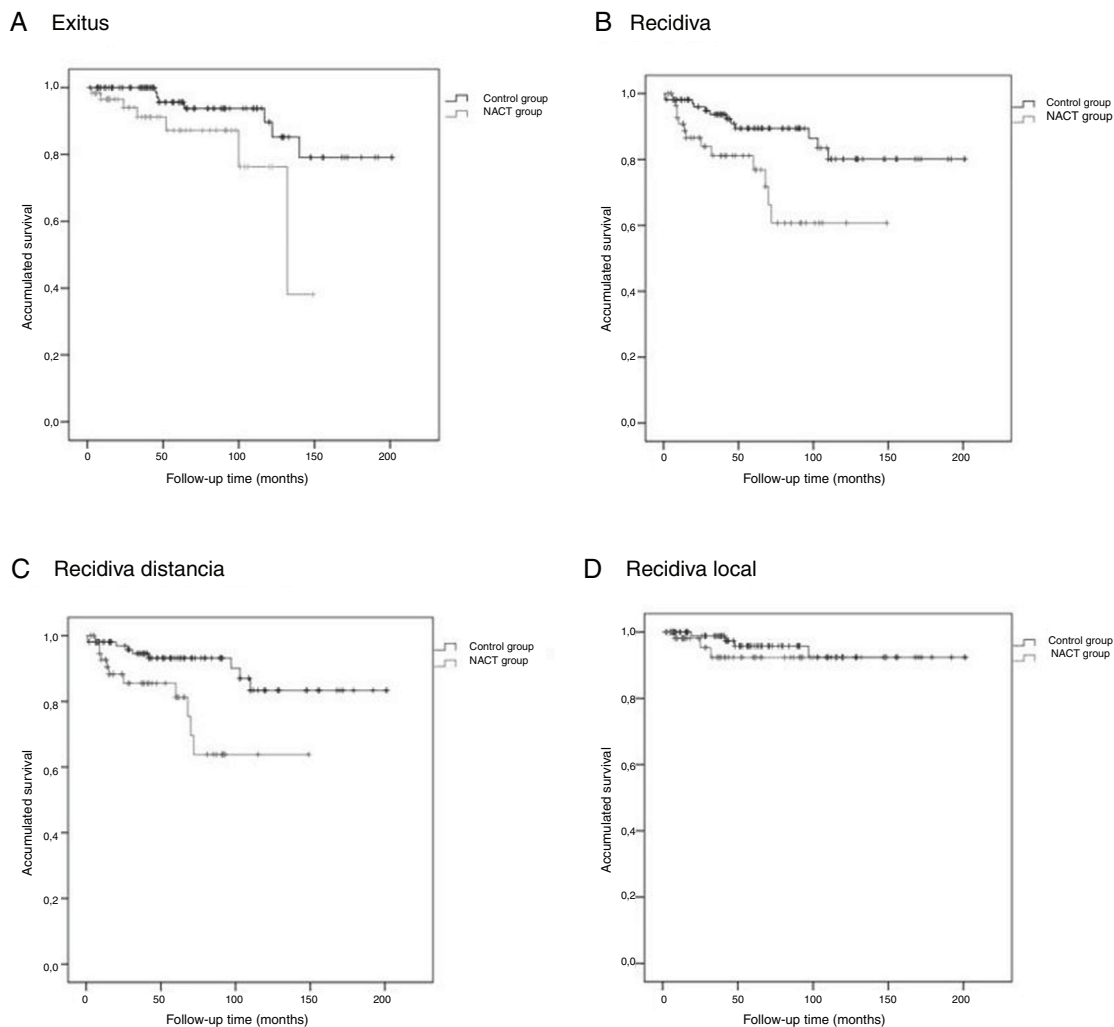 A Exitus
1,0
0,8
0,6
0,4
0,2
0,0
Accumulated survival
0
50
100
150
200
Follow-up time (months)
Control group
NACT group
B Recidiva
1,0
0,8
0,6
0,4
0,2
0,0
Accumulated survival
0
50
100
150
200
Follow-up time (months)
Control group
NACT group
C Recidiva distancia
1,0
0,8
0,6
0,4
0,2
0,0
Accumulated survival
0
50
100
150
200
Follow-up time (months)
Control group
NACT group
D Recidiva local
1,0
0,8
0,6
0,4
0,2
0,0
Accumulated survival
0
50
100
150
200
Follow-up time (months)
Control group
NACT group